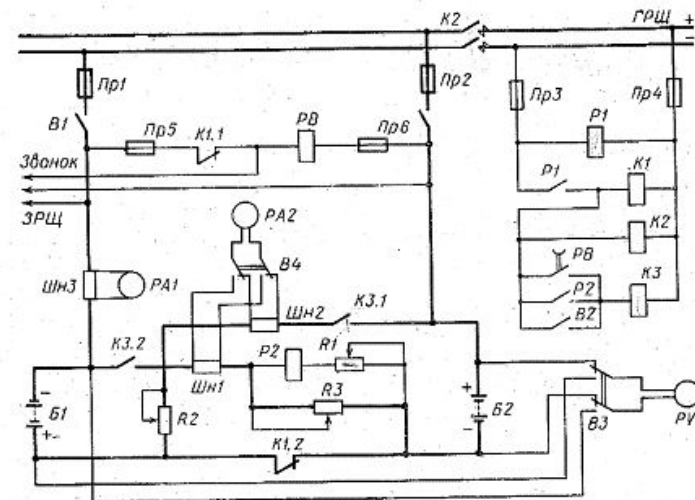 К2
ГРЩ
+
−
Пр1
Пр2
Пр3
Пр4
В1
Пр5
К1.1
РВ
Пр6
Р1
Звонок
ЗРЩ
Р1
К1
К2
РА2
В4
РВ
К3
Р2
В2
Шн3
РА1
Шн2
К3.1
К3.2
Шн1
Р2
R1
R3
−
Б1
+
R2
+
Б2
−
К1.2
В3
РV